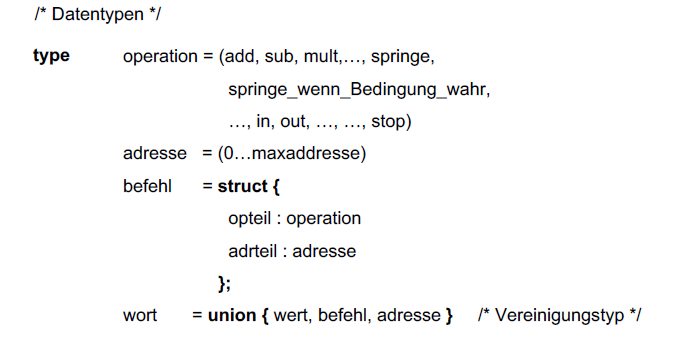 /* Datentypen */
type operation = (add, sub, mult,…, springe,
springe_wenn_Bedingung_wahr,
…, in, out, …, …, stop)
adresse = (0…maxaddresse)
befehl = struct {
opteil : operation
adrteil : adresse
};
wort = union { wert, befehl, adresse } /* Vereinigungstyp */